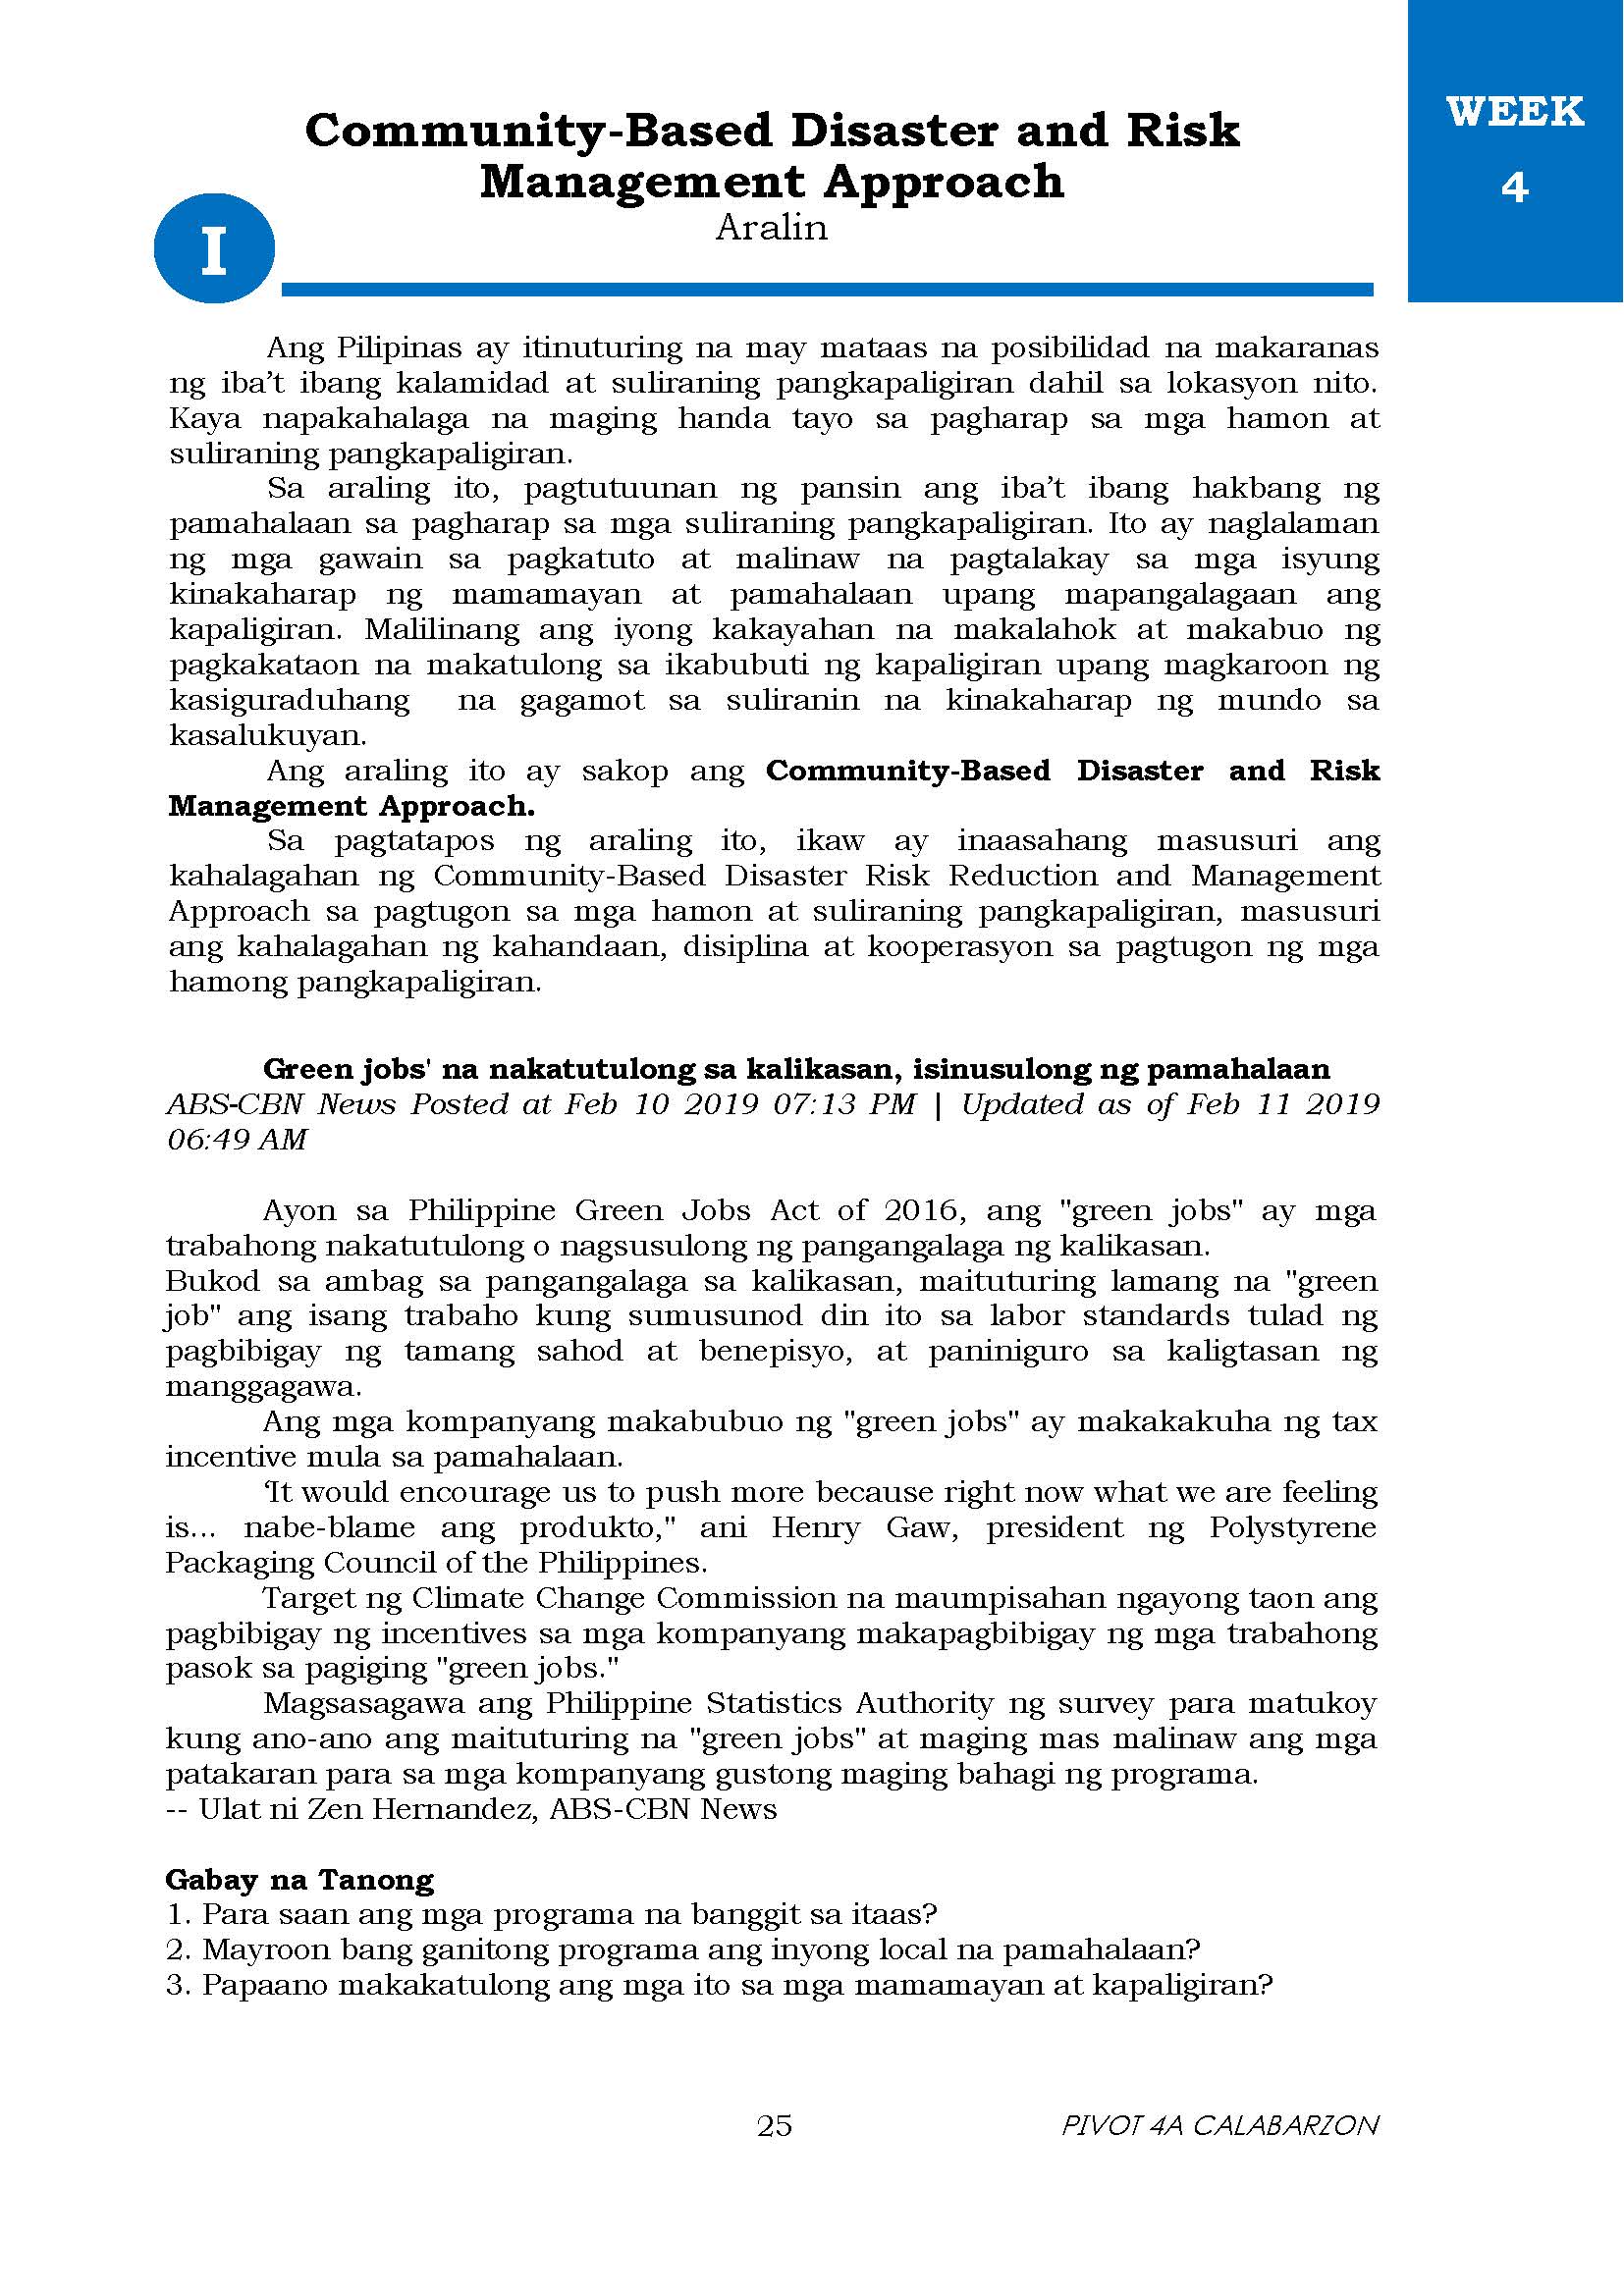 WEEK
4
Community-Based Disaster and Risk
Management Approach
Aralin
I
Ang Pilipinas ay itinuturing na may mataas na posibilidad na makaranas
ng iba’t ibang kalamidad at suliraning pangkapaligiran dahil sa lokasyon nito.
Kaya napakahalaga na maging handa tayo sa pagharap sa mga hamon at
suliraning pangkapaligiran.
Sa araling ito, pagtutuunan ng pansin ang iba’t ibang hakbang ng
pamahalaan sa pagharap sa mga suliraning pangkapaligiran. Ito ay naglalaman
ng mga gawain sa pagkatuto at malinaw na pagtalakay sa mga isyung
kinakaharap ng mamamayan at pamahalaan upang mapangalagaan ang
kapaligiran. Malilinang ang iyong kakayahan na makalahok at makabuo ng
pagkakataon na makatulong sa ikabubuti ng kapaligiran upang magkaroon ng
kasiguraduhang na gagamot sa suliranin na kinakaharap ng mundo sa
kasalukuyan.
Ang araling ito ay sakop ang Community-Based Disaster and Risk
Management Approach.
Sa pagtatapos ng araling ito, ikaw ay inaasahang masusuri ang
kahalagahan ng Community-Based Disaster Risk Reduction and Management
Approach sa pagtugon sa mga hamon at suliraning pangkapaligiran, masusuri
ang kahalagahan ng kahandaan, disiplina at kooperasyon sa pagtugon ng mga
hamong pangkapaligiran.
Green jobs' na nakatutulong sa kalikasan, isinusulong ng pamahalaan
ABS-CBN News Posted at Feb 10 2019 07:13 PM | Updated as of Feb 11 2019
06:49 AM
Ayon sa Philippine Green Jobs Act of 2016, ang "green jobs" ay mga
trabahong nakatutulong o nagsusulong ng pangangalaga ng kalikasan.
Bukod sa ambag sa pangangalaga sa kalikasan, maituturing lamang na "green
job" ang isang trabaho kung sumusunod din ito sa labor standards tulad ng
pagbibigay ng tamang sahod at benepisyo, at paniniguro sa kaligtasan ng
manggagawa.
Ang mga kompanyang makabubuo ng "green jobs" ay makakakuha ng tax
incentive mula sa pamahalaan.
‘It would encourage us to push more because right now what we are feeling
is... nabe-blame ang produkto," ani Henry Gaw, president ng Polystyrene
Packaging Council of the Philippines.
Target ng Climate Change Commission na maumpisahan ngayong taon ang
pagbibigay ng incentives sa mga kompanyang makapagbibigay ng mga trabahong
pasok sa pagiging "green jobs."
Magsasagawa ang Philippine Statistics Authority ng survey para matukoy
kung ano-ano ang maituturing na "green jobs" at maging mas malinaw ang mga
patakaran para sa mga kompanyang gustong maging bahagi ng programa.
-- Ulat ni Zen Hernandez, ABS-CBN News
Gabay na Tanong
1. Para saan ang mga programa na banggit sa itaas?
2. Mayroon bang ganitong programa ang inyong local na pamahalaan?
3. Papaano makakatulong ang mga ito sa mga mamamayan at kapaligiran?
25
PIVOT 4A CALABARZON